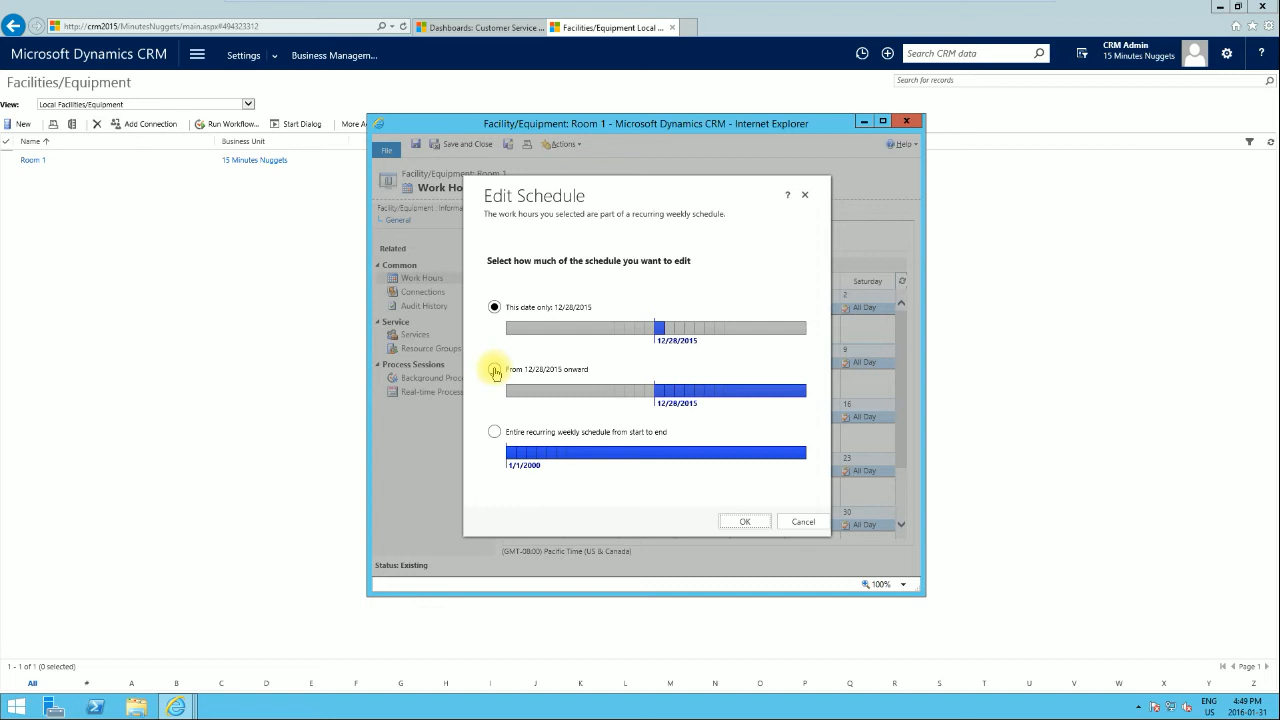 http://crm2015/MinutesNuggets/main.aspx#494323312
Dashboards: Customer Service ...
Facilities/Equipment Local ...
Microsoft Dynamics CRM
Settings
Business Managem...
Search CRM data
CRM Admin
15 Minutes Nuggets
?
Facilities/Equipment
Search for records
View:
Local Facilities/Equipment
New
Add Connection
Run Workflow...
Start Dialog
More A
Name
Business Unit
Room 1
15 Minutes Nuggets
Facility/Equipment: Room 1 - Microsoft Dynamics CRM - Internet Explorer
File
Save and Close
Actions
Help
Facility/Equipment: Room 1
Work Ho
Facility/Equipment : Informa
General
Related
Common
Work Hours
Connections
Audit History
Service
Services
Resource Groups
Process Sessions
Background Proc
Real-time Process
Edit Schedule
?
The work hours you selected are part of a recurring weekly schedule.
Select how much of the schedule you want to edit
This date only: 12/28/2015
12/28/2015
From 12/28/2015 onward
12/28/2015
Entire recurring weekly schedule from start to end
1/1/2000
OK
Cancel
Saturday
2
All Day
9
All Day
16
All Day
23
All Day
30
All Day
(GMT-08:00) Pacific Time (US & Canada)
Status: Existing
100%
1 - 1 of 1 (0 selected)
Page 1
All # A B C D E F G H I J K L M N O P Q R S T U V W X Y Z
ENG
US
4:49 PM
2016-01-31